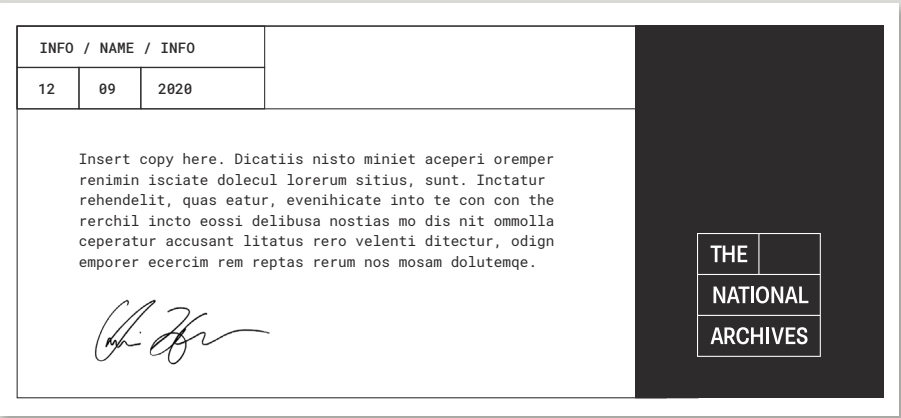 INFO / NAME / INFO
12 09 2020
Insert copy here. Dicatiis nisto miniet aceperi oremper
renimin isciate dolecul lorerum sitius, sunt. Inctatur
rehendelit, quas eatur, evenihicate into te con con the
rerchil incto eossi delibusa nostias mo dis nit ommolla
ceperatur accusant litatus rero velenti ditectur, odign
emporer ecercim rem reptas rerum nos mosam dolutemqe.
THE
NATIONAL
ARCHIVES